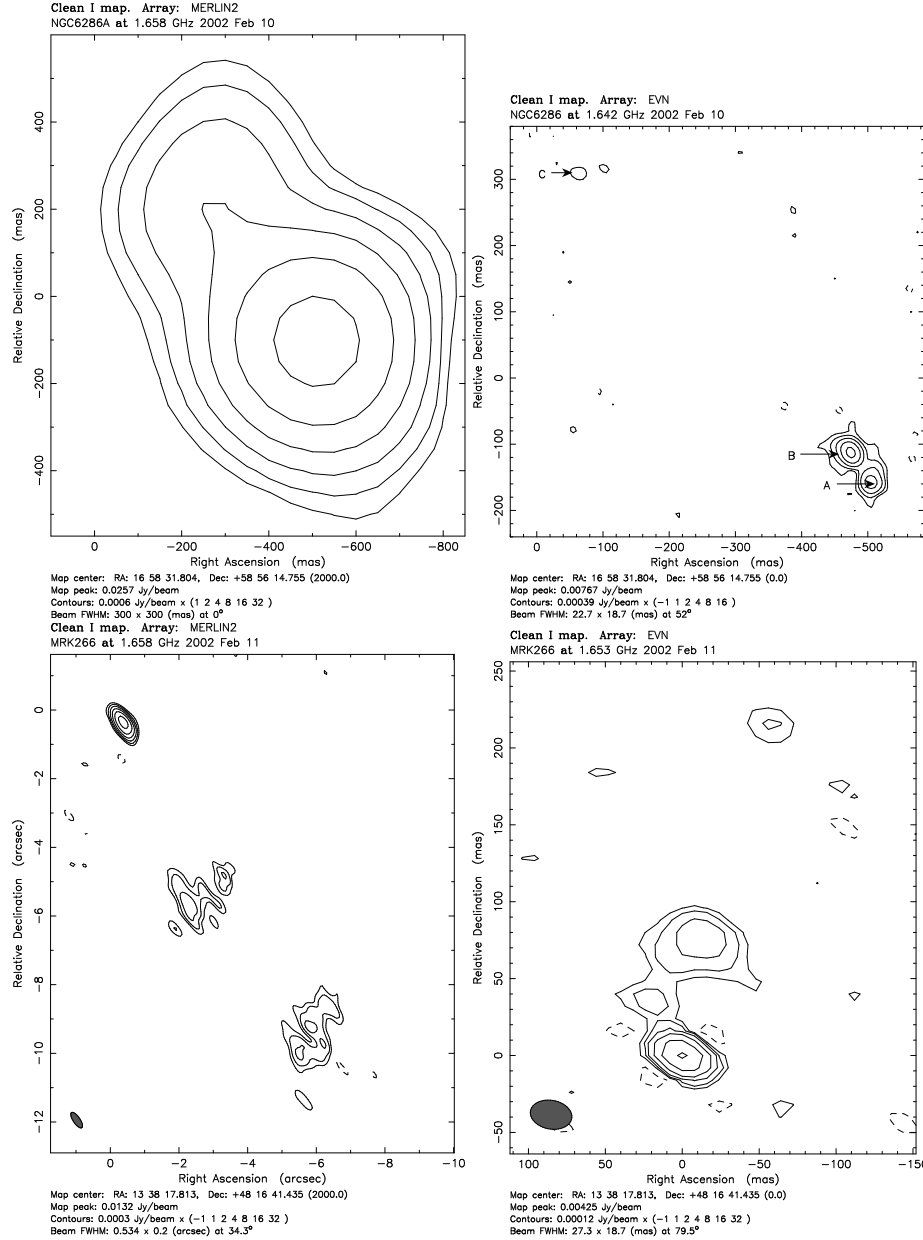 Clean I map. Array: MERLIN2
NGC6286A at 1.658 GHz 2002 Feb 10
Relative Declination (mas)
400
200
0
−200
−400
0 −200 −400 −600 −800
Right Ascension (mas)
Map center: RA: 16 58 31.804, Dec: +58 56 14.755 (2000.0)
Map peak: 0.0257 Jy/beam
Contours: 0.0006 Jy/beam x (1 2 4 8 16 32 )
Beam FWHM: 300 x 300 (mas) at 0°
Clean I map. Array: EVN
NGC6286 at 1.642 GHz 2002 Feb 10
Relative Declination (mas)
300
200
100
0
−100
−200
C
B
A
0 −100 −200 −300 −400 −500
Right Ascension (mas)
Map center: RA: 16 58 31.804, Dec: +58 56 14.755 (0.0)
Map peak: 0.00767 Jy/beam
Contours: 0.00039 Jy/beam x (−1 1 2 4 8 16 )
Beam FWHM: 22.7 x 18.7 (mas) at 52°
Clean I map. Array: MERLIN2
MRK266 at 1.658 GHz 2002 Feb 11
Relative Declination (arcsec)
0
−2
−4
−6
−8
−10
−12
0 −2 −4 −6 −8 −10
Right Ascension (arcsec)
Map center: RA: 13 38 17.813, Dec: +48 16 41.435 (2000.0)
Map peak: 0.0132 Jy/beam
Contours: 0.0003 Jy/beam x (−1 1 2 4 8 16 32 )
Beam FWHM: 0.534 x 0.2 (arcsec) at 34.3°
Clean I map. Array: EVN
MRK266 at 1.653 GHz 2002 Feb 11
Relative Declination (mas)
250
200
150
100
50
0
−50
100 50 0 −50 −100 −150
Right Ascension (mas)
Map center: RA: 13 38 17.813, Dec: +48 16 41.435 (0.0)
Map peak: 0.00425 Jy/beam
Contours: 0.00012 Jy/beam x (−1 1 2 4 8 16 32 )
Beam FWHM: 27.3 x 18.7 (mas) at 79.5°